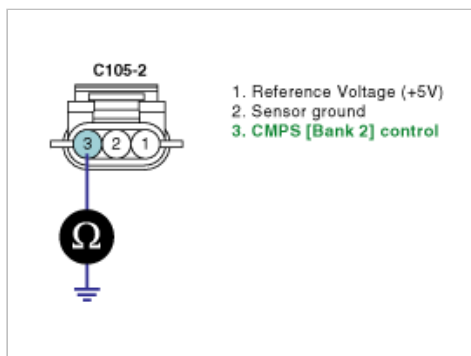 C105-2
3 2 1
Ω
1. Reference Voltage (+5V)
2. Sensor ground
3. CMPS [Bank 2] control